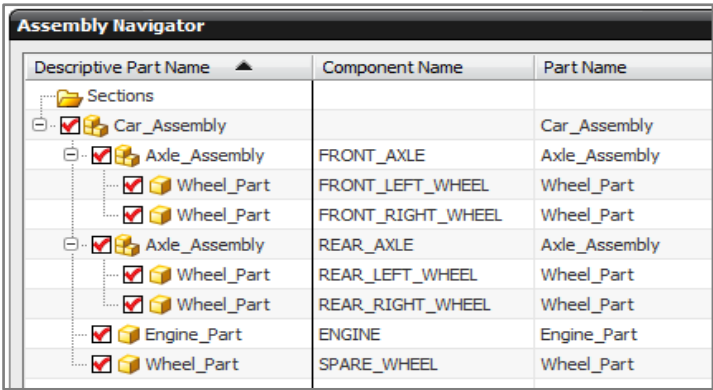 Assembly Navigator
Descriptive Part Name Component Name Part Name
Sections
Car_Assembly Car_Assembly
Axle_Assembly FRONT_AXLE Axle_Assembly
Wheel_Part FRONT_LEFT_WHEEL Wheel_Part
Wheel_Part FRONT_RIGHT_WHEEL Wheel_Part
Axle_Assembly REAR_AXLE Axle_Assembly
Wheel_Part REAR_LEFT_WHEEL Wheel_Part
Wheel_Part REAR_RIGHT_WHEEL Wheel_Part
Engine_Part ENGINE Engine_Part
Wheel_Part SPARE_WHEEL Wheel_Part